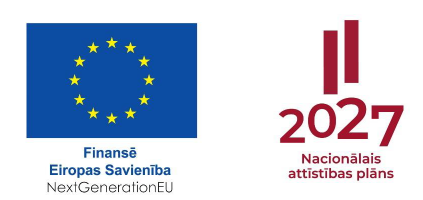 Finansē
Eiropas Savienība
NextGenerationEU
2027
Nacionālais
attīstības plāns